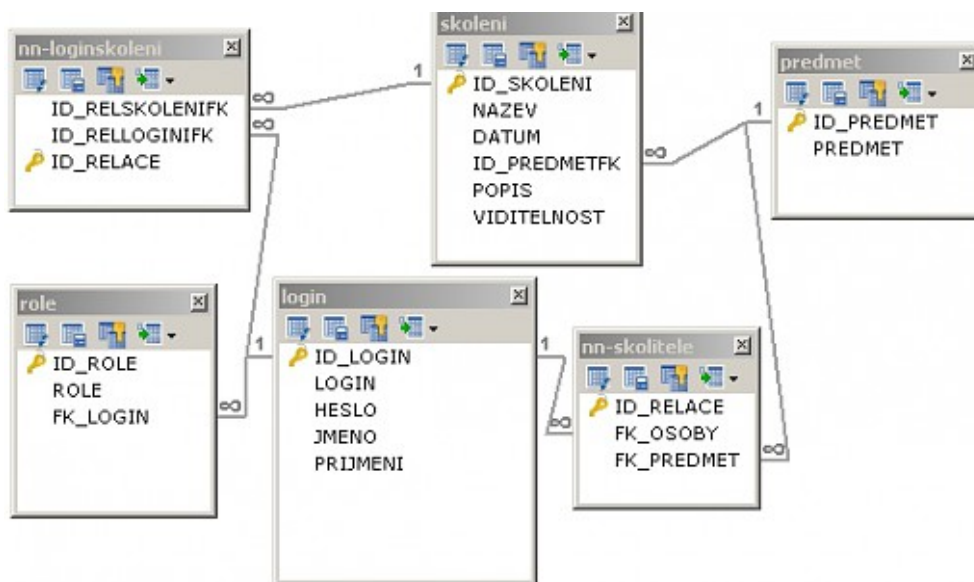 nn-loginskoleni
ID_RELSKOLENIFK
ID_RELLOGINIFK
ID_RELACE
skoleni
ID_SKOLENI
NAZEV
DATUM
ID_PREDMETFK
POPIS
VIDITELNOST
predmet
ID_PREDMET
PREDMET
role
ID_ROLE
ROLE
FK_LOGIN
login
ID_LOGIN
LOGIN
HESLO
JMENO
PRIJMENI
nn-skolitele
ID_RELACE
FK_OSOBY
FK_PREDMET
∞
∞
1
∞
1
∞
1
1
∞
∞